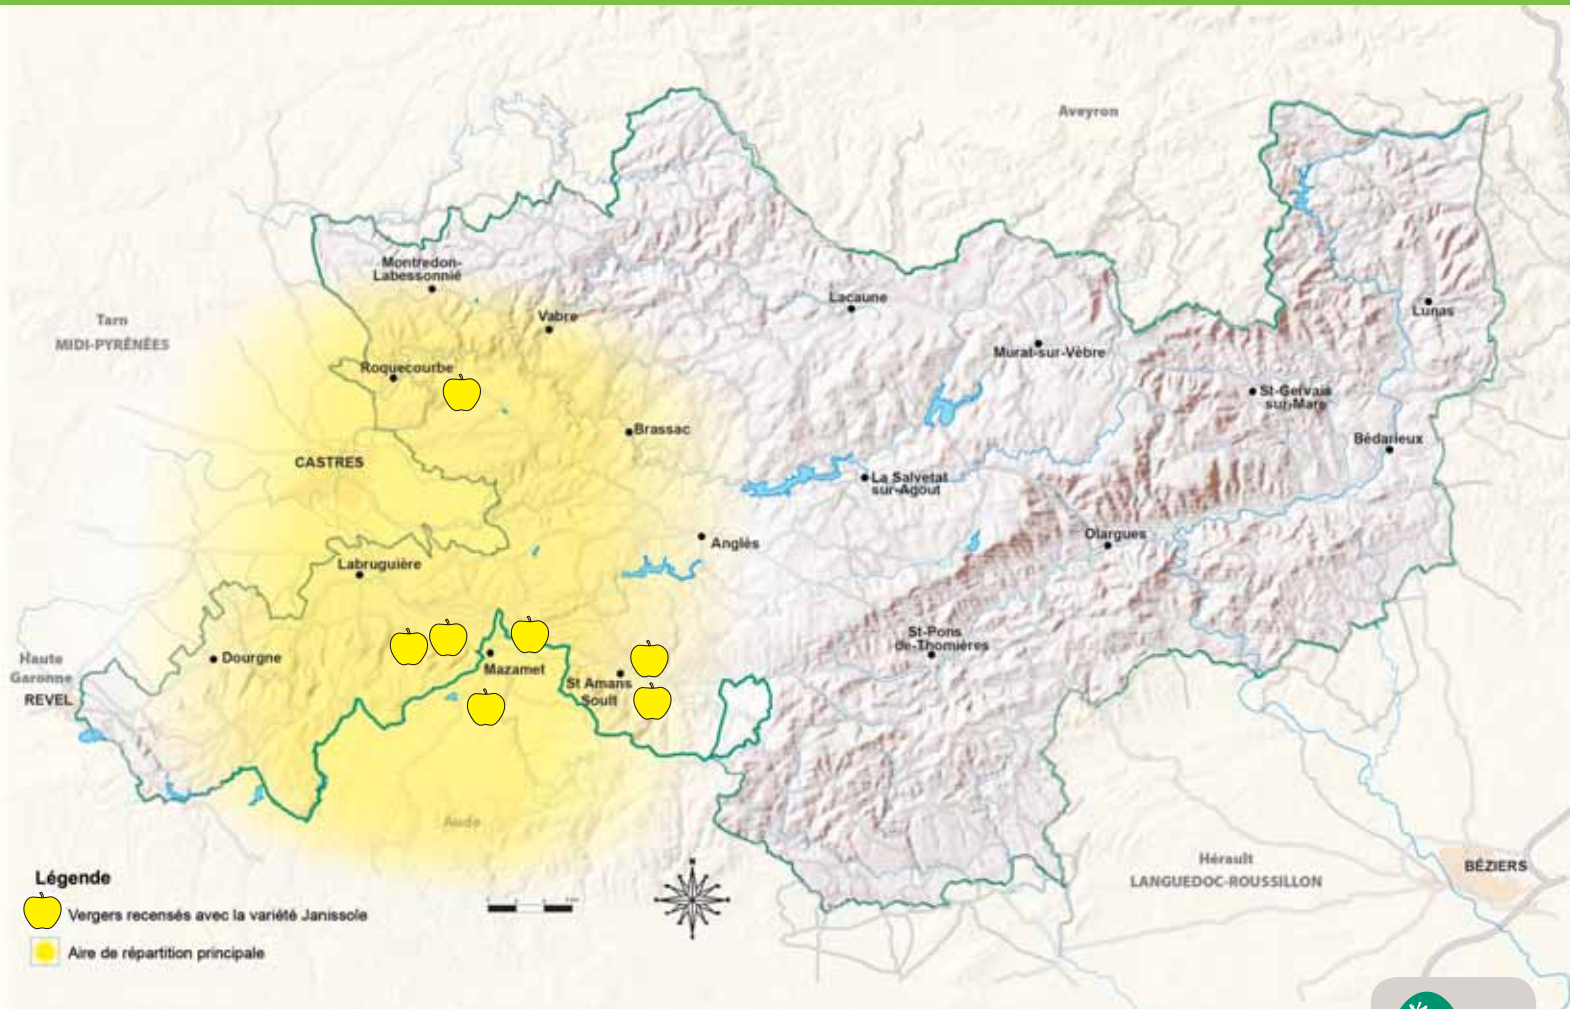 Aveyron
Montredon-
Labessonnié
Lacaune
Lunas
Tarn
MIDI-PYRÉNÉES
Vabre
Murat-sur-Vèbre
Roquecourbe
St-Gervais
sur-Mare
Brassac
Bédarieux
CASTRES
La Salvetat
sur-Agout
Anglès
Olargues
Labruguière
St-Pons
de-Thomières
Dourgne
Haute
Garonne
REVEL
Mazamet
St Amans
Soult
Aude
Hérault
LANGUEDOC-ROUSSILLON
BÉZIERS
Légende
Vergers recensés avec la variété Janissole
Aire de répartition principale